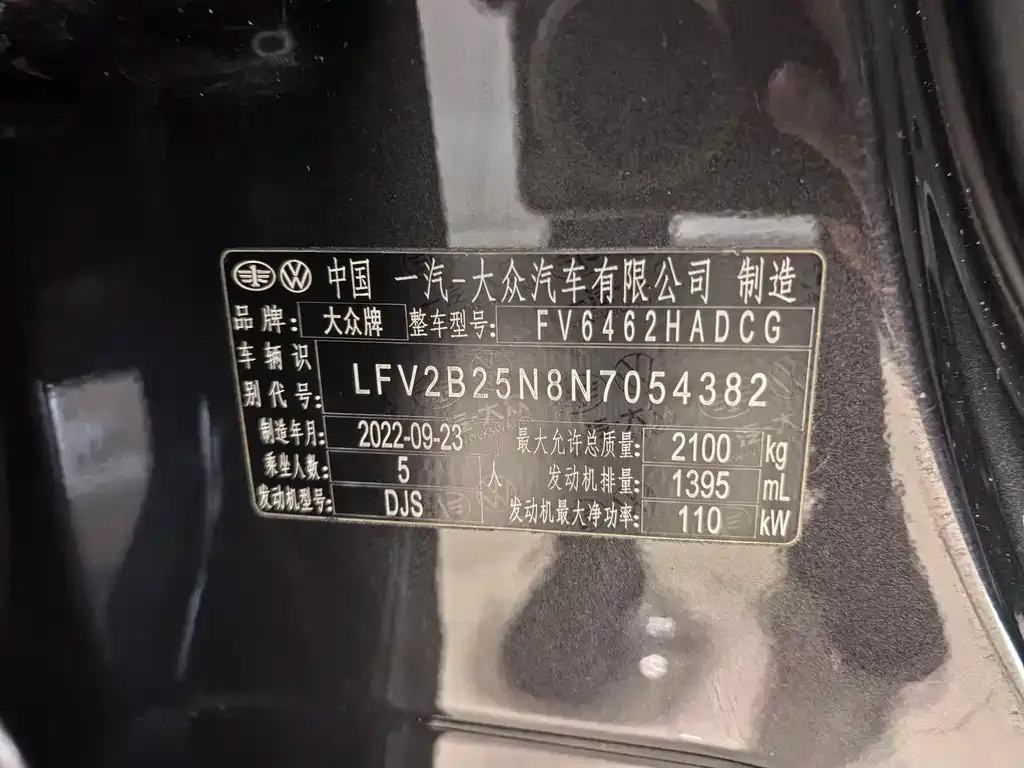 中国 一汽-大众汽车有限公司 制造
品牌: 大众牌 整车型号: FV6462HADCG
车辆识别代号: LFV2B25N8N7054382
制造年月: 2022-09-23 最大允许总质量: 2100 kg
乘坐人数: 5 人 发动机排量: 1395 mL
发动机型号: DJS 发动机最大净功率: 110 kW